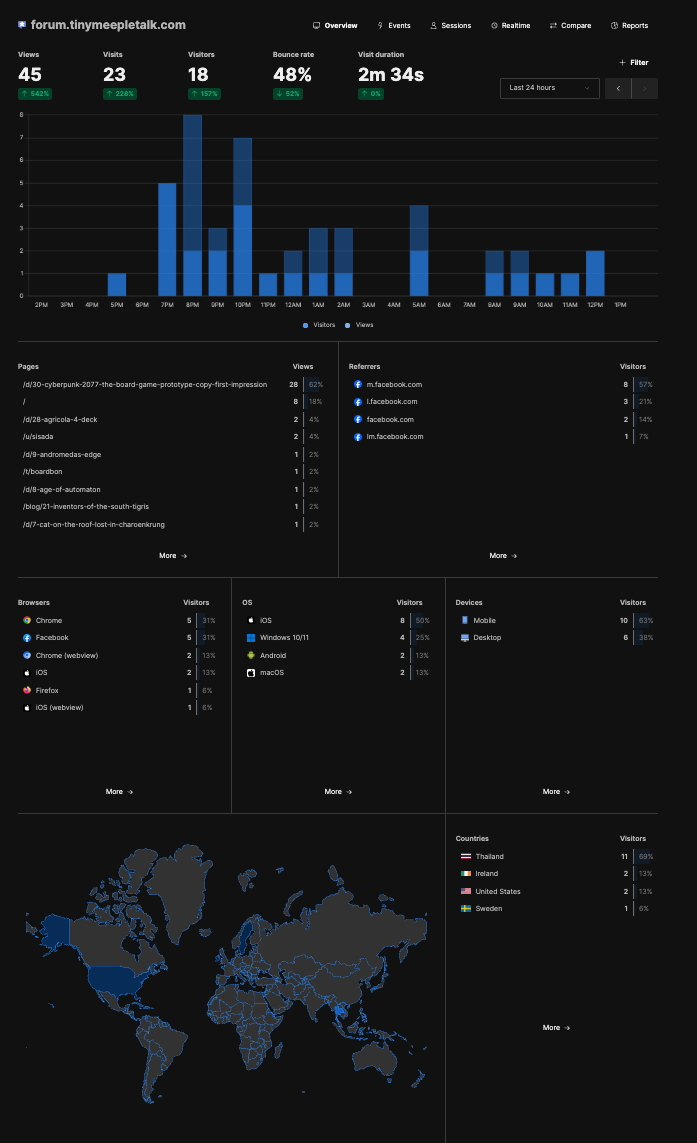 forum.tinymeepletalk.com
Overview Events Sessions Realtime Compare Reports
Views Visits Visitors Bounce rate Visit duration
45 23 18 48% 2m 34s
↑ 542% ↑ 228% ↑ 157% ↓ 52% ↑ 0%
+ Filter
Last 24 hours
8
7
6
5
4
3
2
1
0
2PM 3PM 4PM 5PM 6PM 7PM 8PM 9PM 10PM 11PM 12AM 1AM 2AM 3AM 4AM 5AM 6AM 7AM 8AM 9AM 10AM 11AM 12PM 1PM
Visitors Views
Pages Views
/d/30-cyberpunk-2077-the-board-game-prototype-copy-first-impression 28 62%
/ 8 18%
/d/28-agricola-4-deck 2 4%
/u/sisada 2 4%
/d/9-andromedas-edge 1 2%
/t/boardbon 1 2%
/d/8-age-of-automaton 1 2%
/blog/21-inventors-of-the-south-tigris 1 2%
/d/7-cat-on-the-roof-lost-in-charoenkrung 1 2%
More →
Referrers Visitors
m.facebook.com 8 57%
l.facebook.com 3 21%
facebook.com 2 14%
lm.facebook.com 1 7%
More →
Browsers Visitors
Chrome 5 31%
Facebook 5 31%
Chrome (webview) 2 13%
iOS 2 13%
Firefox 1 6%
iOS (webview) 1 6%
More →
OS Visitors
iOS 8 50%
Windows 10/11 4 25%
Android 2 13%
macOS 2 13%
More →
Devices Visitors
Mobile 10 63%
Desktop 6 38%
More →
Countries Visitors
Thailand 11 69%
Ireland 2 13%
United States 2 13%
Sweden 1 6%
More →